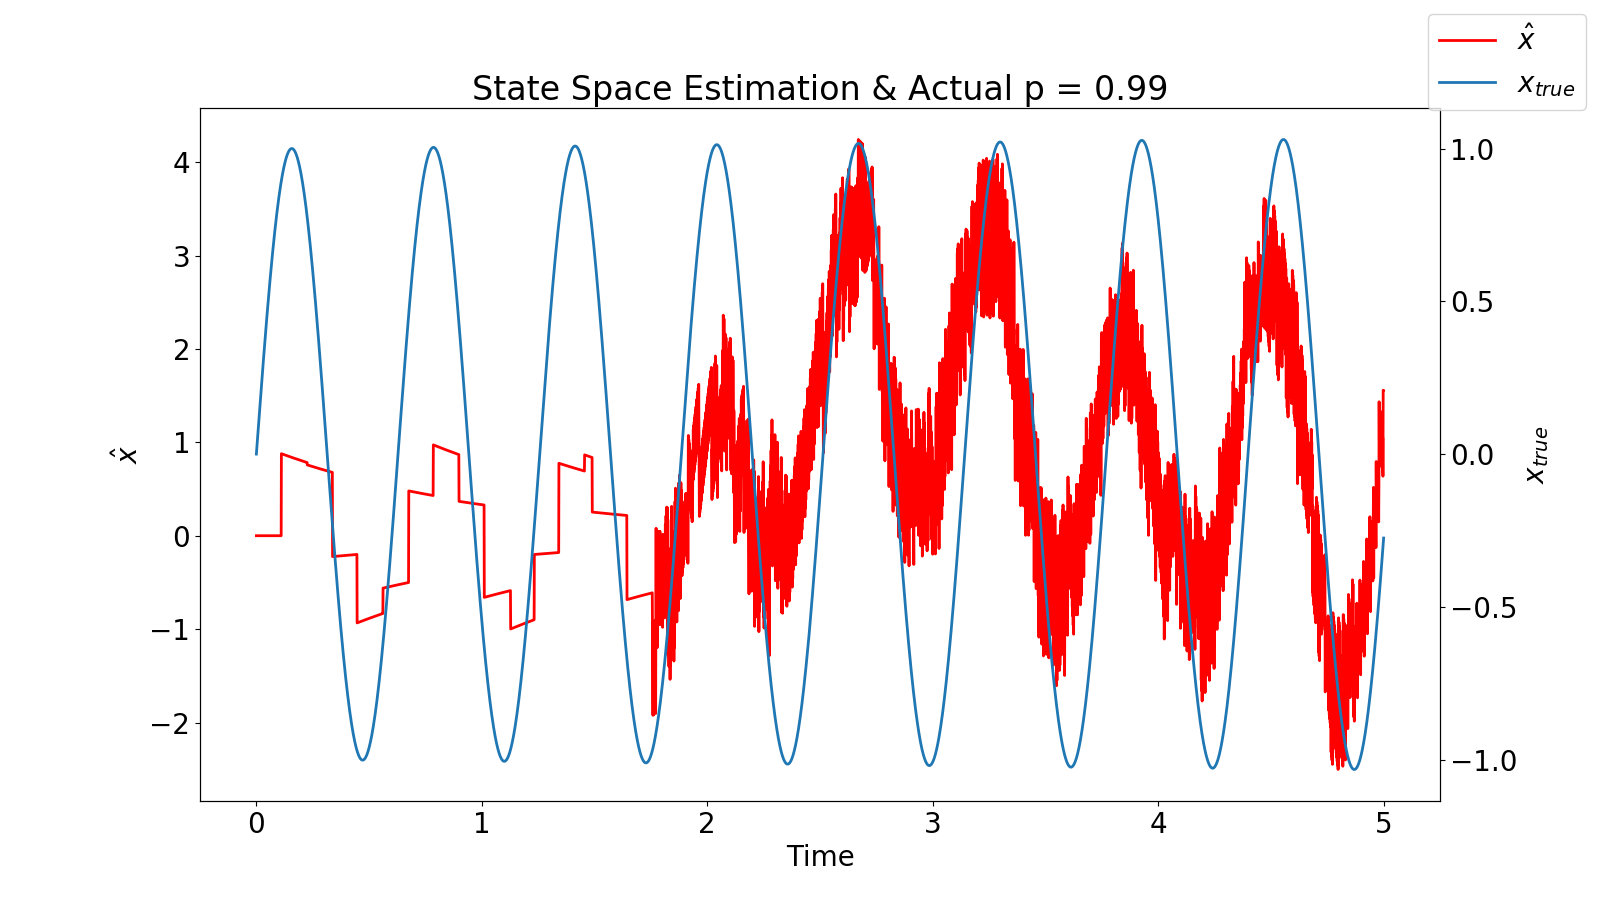 x̂
x_true
State Space Estimation & Actual p = 0.99
4
3
2
1
0
−1
−2
x̂
1.0
0.5
0.0
−0.5
−1.0
x_true
0 1 2 3 4 5
Time